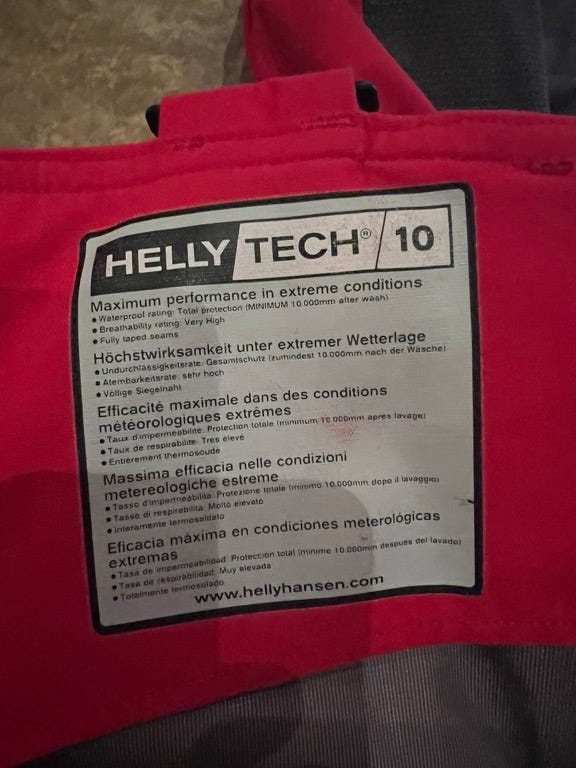 HELLY TECH® 10
Maximum performance in extreme conditions
• Waterproof rating: Total protection (MINIMUM 10.000mm after wash)
• Breathability rating: Very High
• Fully taped seams
Höchstwirksamkeit unter extremer Wetterlage
• Undurchlässigkeitsrate: Gesamtschutz (zumindest 10.000mm nach der Wäsche)
• Atembarkeitsrate: sehr hoch
• Völlige Siegelnaht
Efficacité maximale dans des conditions
météorologiques extrêmes
• Taux d'imperméabilité: Protection totale (minimum 10.000mm après lavage)
• Taux de respirabilité: Très élevé
• Entièrement thermosoudé
Massima efficacia nelle condizioni
metereologiche estreme
• Tasso d'impermeabilità: Protezione totale (minimo 10.000mm dopo il lavaggio)
• Tasso di respirabilità: Molto elevato
• Interamente termosaldato
Eficacia máxima en condiciones meterológicas
extremas
• Tasa de impermeabilidad: Protección total (minime 10.000mm después del lavado)
• Tasa de respirabilidad: Muy elevada
• Totalmente termosolado
www.hellyhansen.com